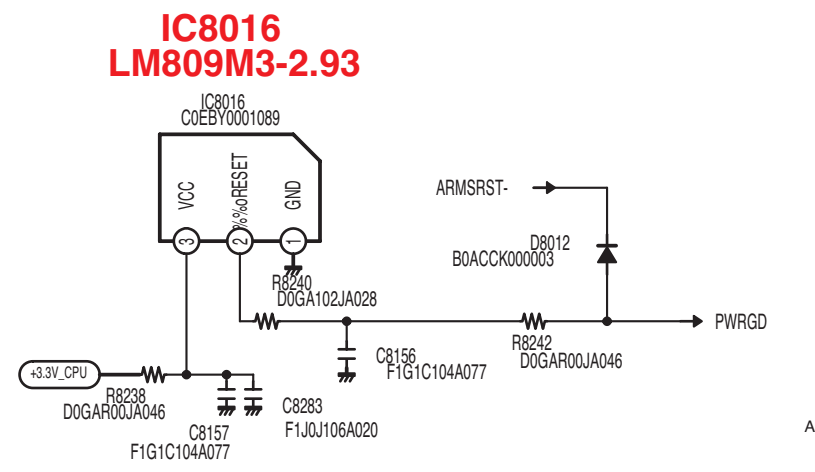 IC8016
LM809M3-2.93
IC8016
C0EBY0001089
VCC
%%oRESET
GND
3
2
1
ARMSRST-
D8012
B0ACCK000003
R8240
D0GA102JA028
PWRGD
R8242
D0GAR00JA046
C8156
F1G1C104A077
+3.3V_CPU
R8238
D0GAR00JA046
C8283
F1J0J106A020
C8157
F1G1C104A077
A